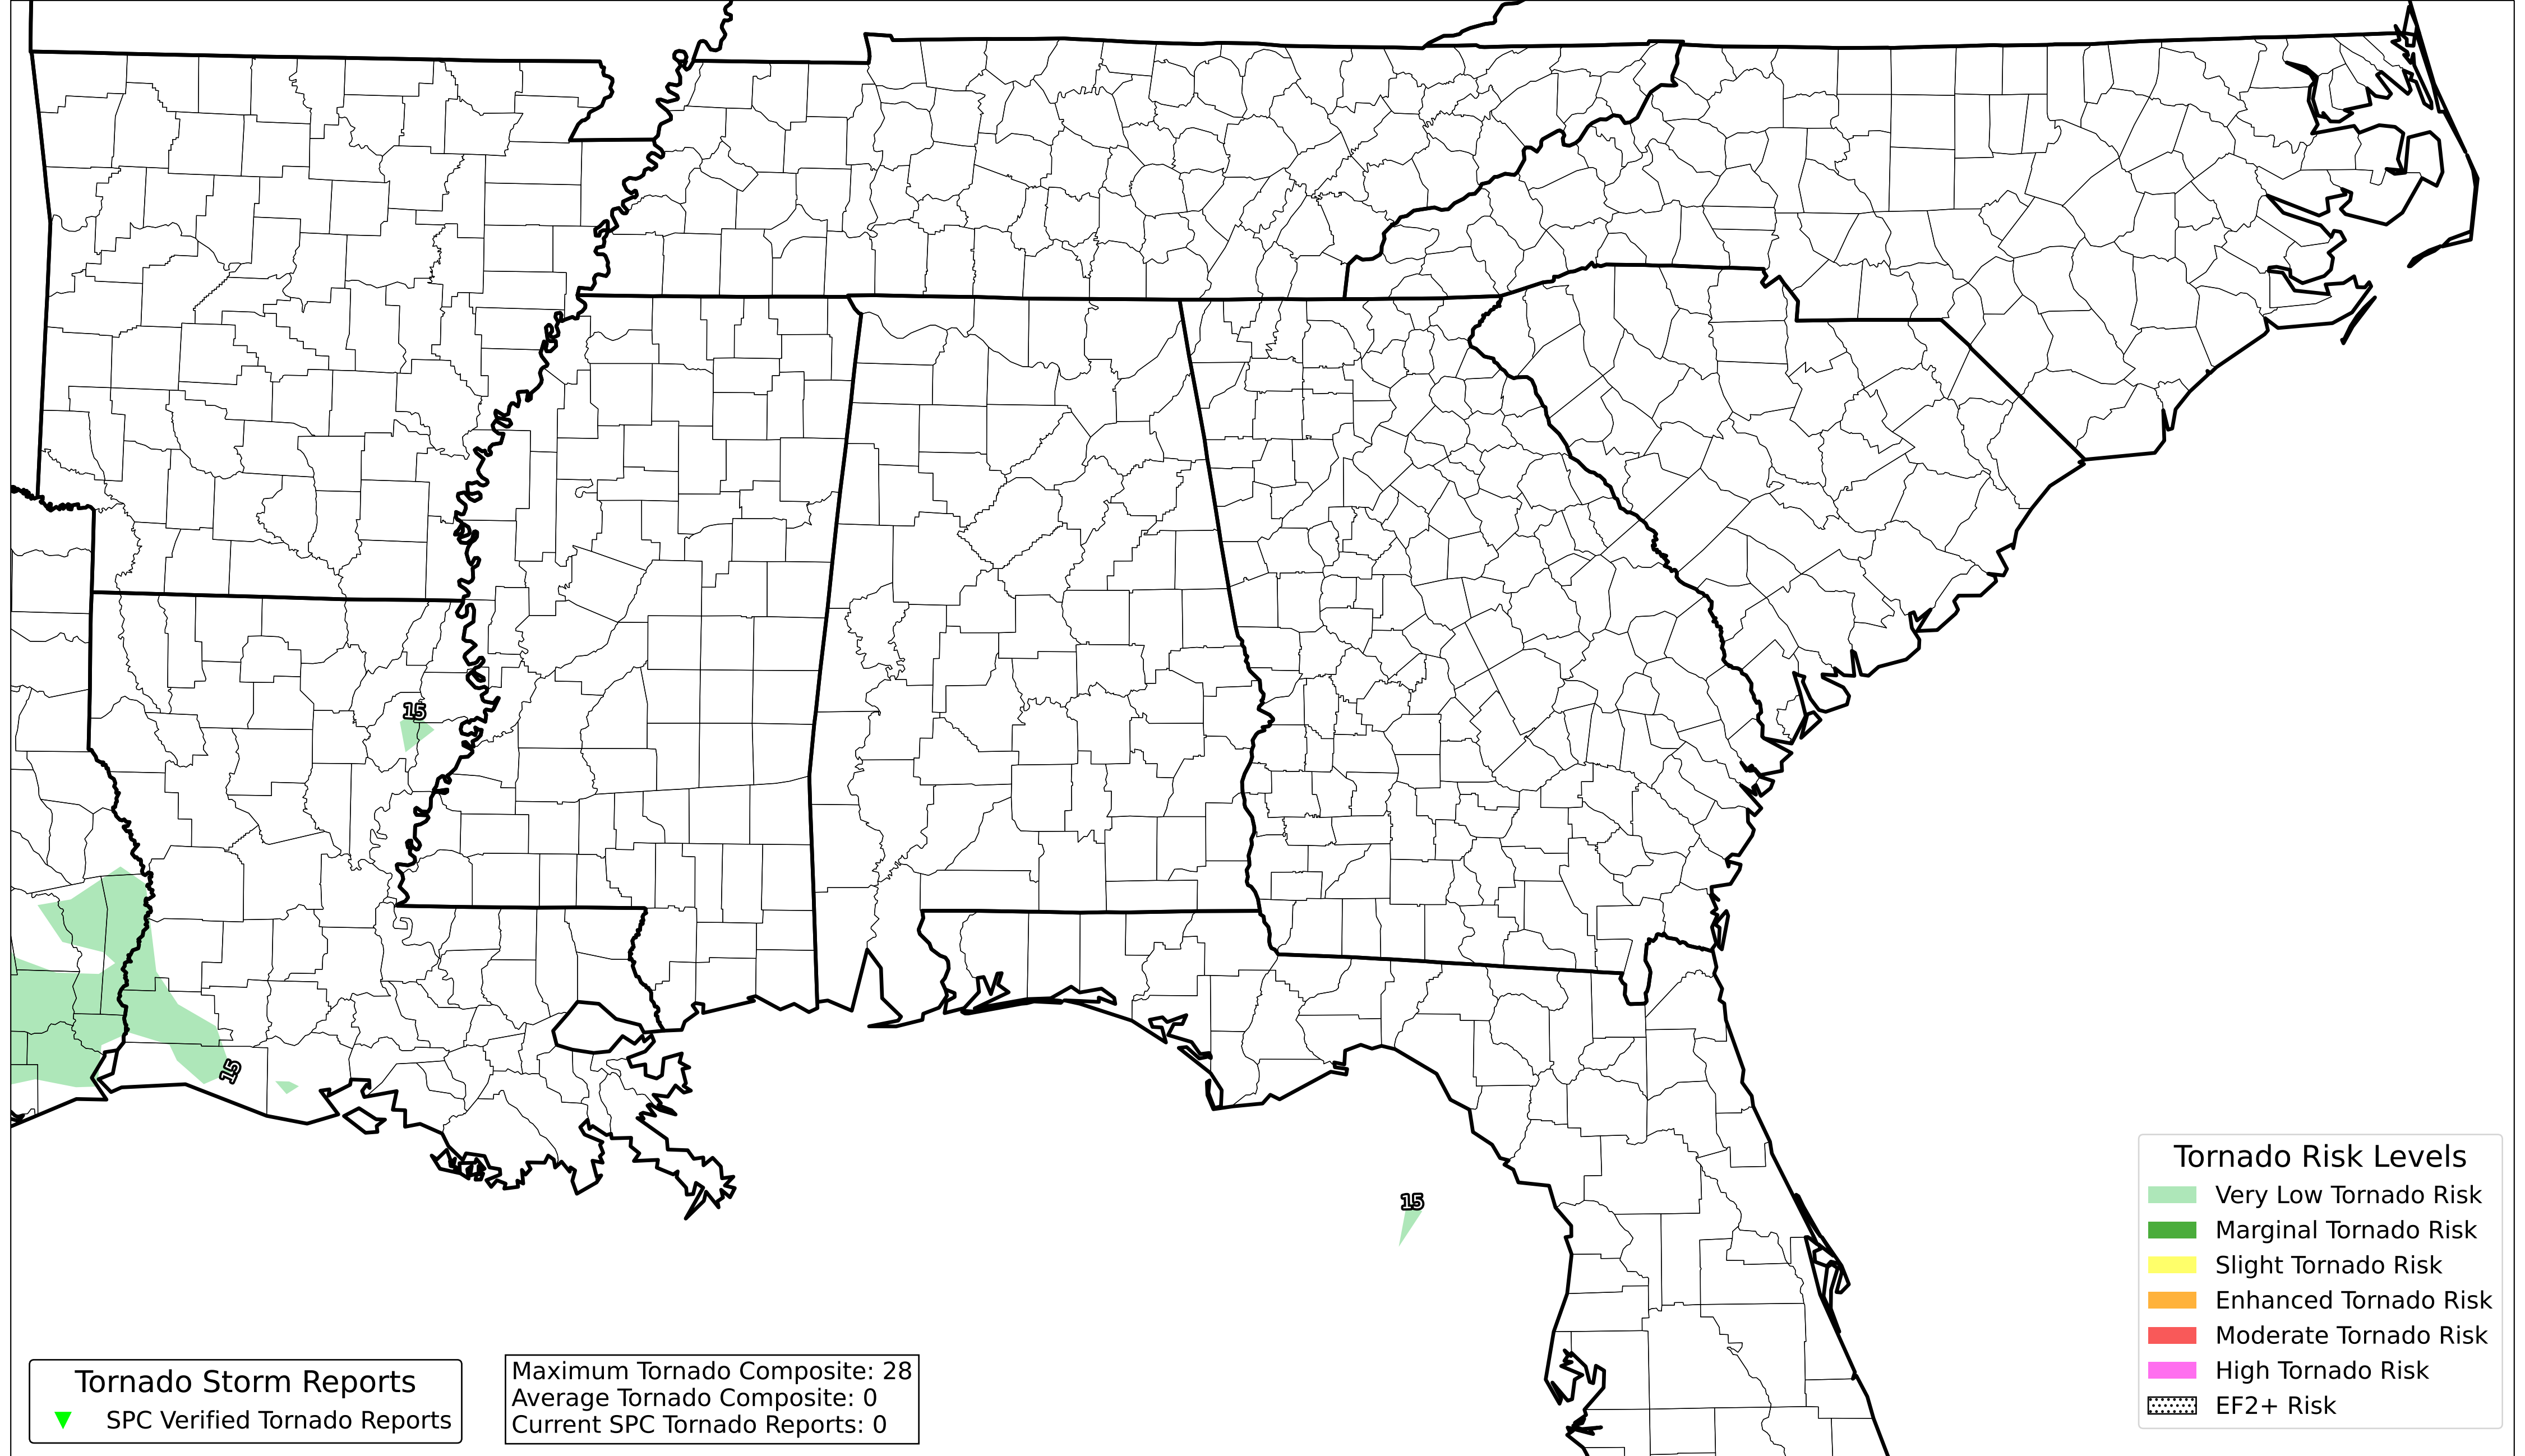 15
15
15
Tornado Risk Levels
Very Low Tornado Risk
Marginal Tornado Risk
Slight Tornado Risk
Enhanced Tornado Risk
Moderate Tornado Risk
High Tornado Risk
EF2+ Risk
Tornado Storm Reports
SPC Verified Tornado Reports
Maximum Tornado Composite: 28
Average Tornado Composite: 0
Current SPC Tornado Reports: 0